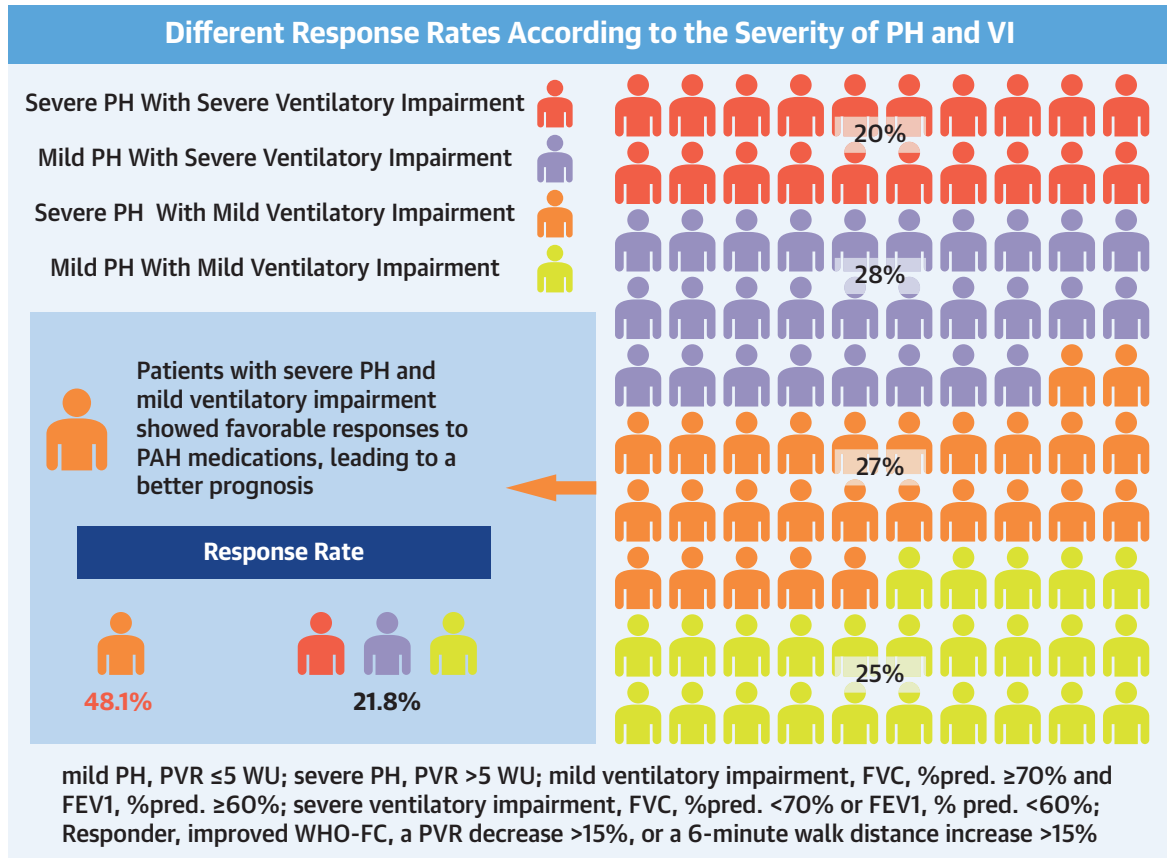 Different Response Rates According to the Severity of PH and VI
Severe PH With Severe Ventilatory Impairment
Mild PH With Severe Ventilatory Impairment
Severe PH With Mild Ventilatory Impairment
Mild PH With Mild Ventilatory Impairment
20%
28%
27%
25%
Patients with severe PH and
mild ventilatory impairment
showed favorable responses to
PAH medications, leading to a
better prognosis
Response Rate
48.1%
21.8%
mild PH, PVR ≤5 WU; severe PH, PVR >5 WU; mild ventilatory impairment, FVC, %pred. ≥70% and
FEV1, %pred. ≥60%; severe ventilatory impairment, FVC, %pred. <70% or FEV1, % pred. <60%;
Responder, improved WHO-FC, a PVR decrease >15%, or a 6-minute walk distance increase >15%